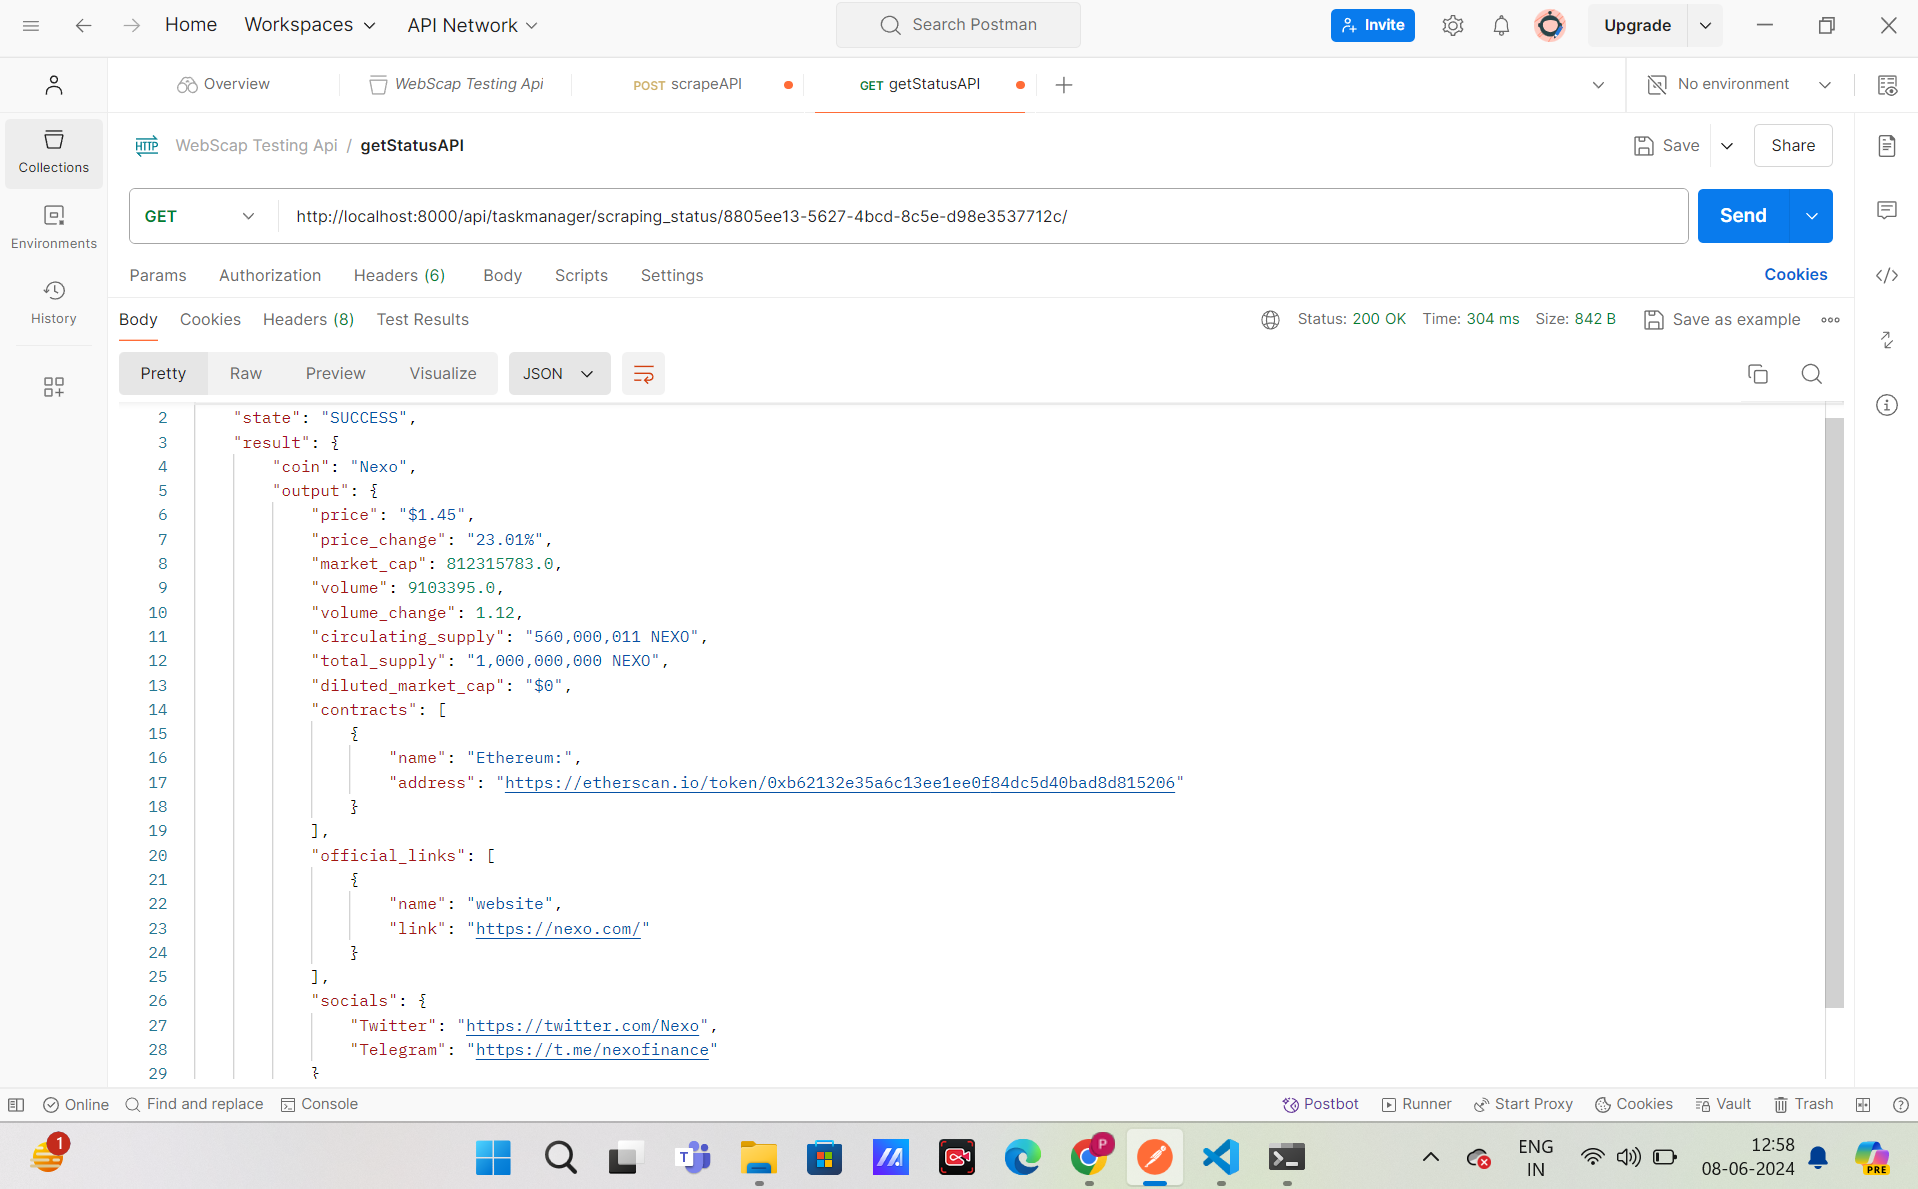 Home Workspaces API Network Search Postman Invite Upgrade
Overview WebScap Testing Api POST scrapeAPI GET getStatusAPI No environment
HTTP WebScap Testing Api / getStatusAPI Save Share
Collections
GET http://localhost:8000/api/taskmanager/scraping_status/8805ee13-5627-4bcd-8c5e-d98e3537712c/ Send
Environments
Params Authorization Headers (6) Body Scripts Settings Cookies
History
Body Cookies Headers (8) Test Results Status: 200 OK Time: 304 ms Size: 842 B Save as example
Pretty Raw Preview Visualize JSON
2 "state": "SUCCESS",
3 "result": {
4 "coin": "Nexo",
5 "output": {
6 "price": "$1.45",
7 "price_change": "23.01%",
8 "market_cap": 812315783.0,
9 "volume": 9103395.0,
10 "volume_change": 1.12,
11 "circulating_supply": "560,000,011 NEXO",
12 "total_supply": "1,000,000,000 NEXO",
13 "diluted_market_cap": "$0",
14 "contracts": [
15 {
16 "name": "Ethereum:",
17 "address": "https://etherscan.io/token/0xb62132e35a6c13ee1ee0f84dc5d40bad8d815206"
18 }
19 ],
20 "official_links": [
21 {
22 "name": "website",
23 "link": "https://nexo.com/"
24 }
25 ],
26 "socials": {
27 "Twitter": "https://twitter.com/Nexo",
28 "Telegram": "https://t.me/nexofinance"
29 }
Online Find and replace Console Postbot Runner Start Proxy Cookies Vault Trash
1 T P ENG 12:58
IN 08-06-2024 PRE